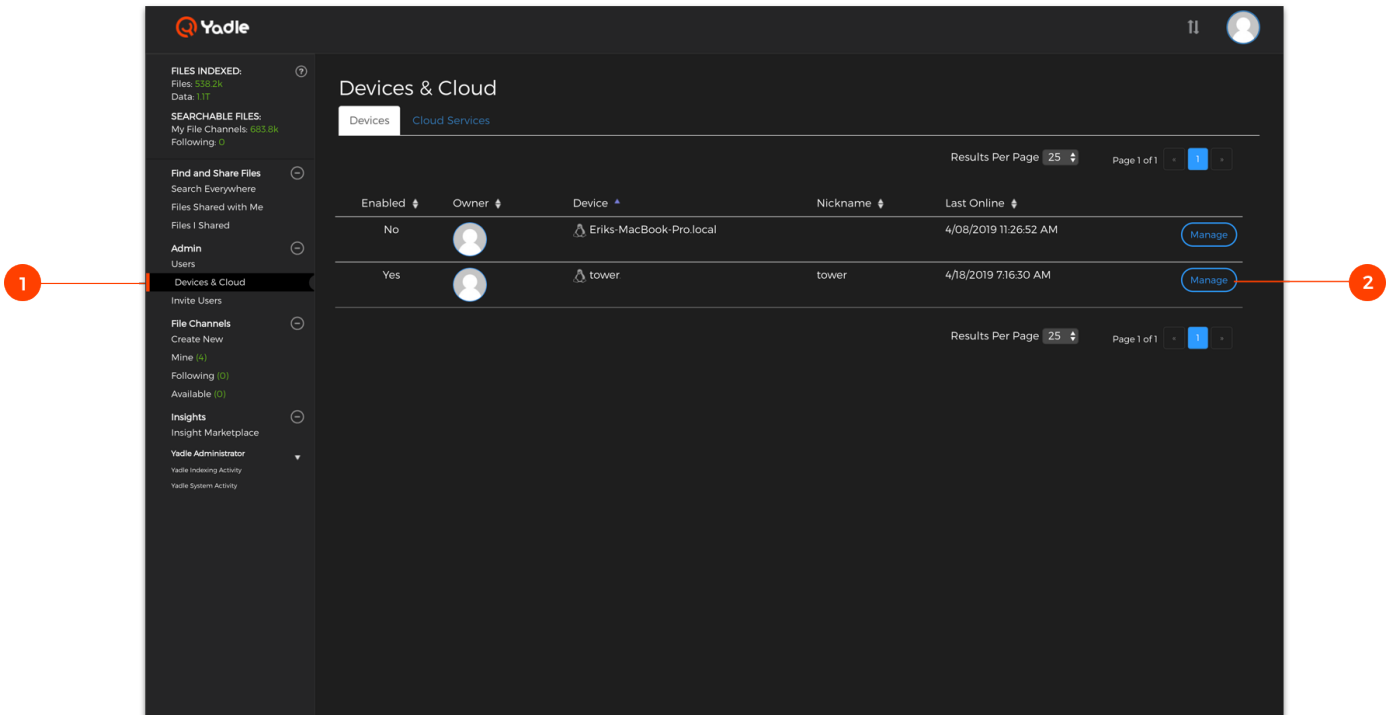 Yadle
FILES INDEXED:
Files: 538.2k
Data: 1.1T
SEARCHABLE FILES:
My File Channels: 683.8k
Following: 0
Find and Share Files
Search Everywhere
Files Shared with Me
Files I Shared
Admin
Users
Devices & Cloud
Invite Users
File Channels
Create New
Mine (4)
Following (0)
Available (0)
Insights
Insight Marketplace
Yadle Administrator
Yadle Indexing Activity
Yadle System Activity
1
Devices & Cloud
Devices Cloud Services
Results Per Page 25 Page 1 of 1 « 1 »
Enabled Owner Device Nickname Last Online
No Eriks-MacBook-Pro.local 4/08/2019 11:26:52 AM Manage
Yes tower tower 4/18/2019 7:16:30 AM Manage
Results Per Page 25 Page 1 of 1 « 1 »
2